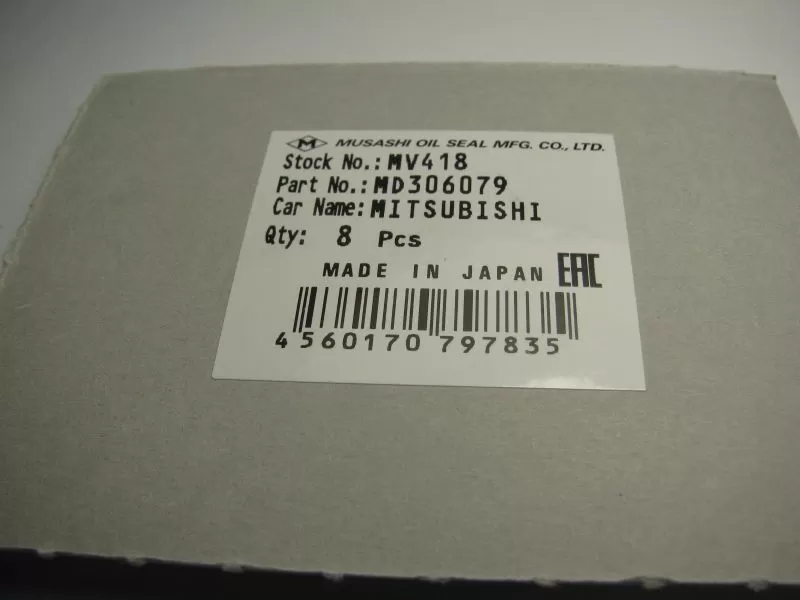 M MUSASHI OIL SEAL MFG. CO., LTD.
Stock No.: MV418
Part No.: MD306079
Car Name: MITSUBISHI
Qty: 8 Pcs
MADE IN JAPAN EAC
4 560170 797835